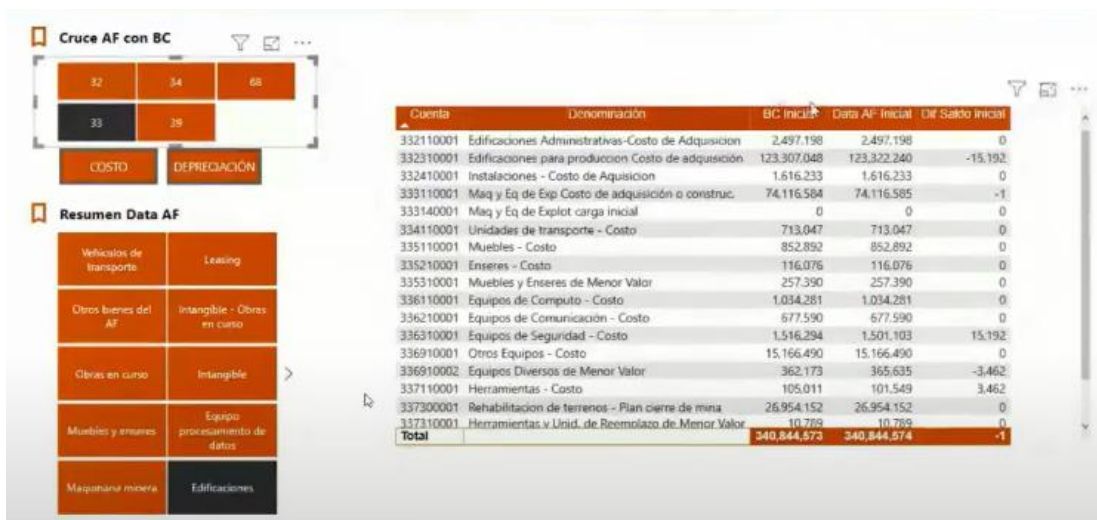 Cruce AF con BC
32 34 68
33 39
COSTO DEPRECIACIÓN
Resumen Data AF
Vehículos de transporte
Leasing
Otros bienes del AF
Intangible - Obras en curso
Obras en curso
Intangible
Muebles y enseres
Equipo procesamiento de datos
Maquinaria minera
Edificaciones
Cuenta Denominación BC Inicial Data AF Inicial Dif Saldo Inicial
332110001 Edificaciones Administrativas-Costo de Adquisicion 2.497.198 2.497.198 0
332310001 Edificaciones para produccion Costo de adquisición 123.307.048 123.322.240 -15.192
332410001 Instalaciones - Costo de Aquisicion 1.616.233 1.616.233 0
333110001 Maq y Eq de Exp Costo de adquisición o construc. 74.116.584 74.116.585 -1
333140001 Maq y Eq de Explot carga inicial 0 0 0
334110001 Unidades de transporte - Costo 713.047 713.047 0
335110001 Muebles - Costo 852.892 852.892 0
335210001 Enseres - Costo 116.076 116.076 0
335310001 Muebles y Enseres de Menor Valor 257.390 257.390 0
336110001 Equipos de Computo - Costo 1.034.281 1.034.281 0
336210001 Equipos de Comunicación - Costo 677.590 677.590 0
336310001 Equipos de Seguridad - Costo 1.516.294 1.501.103 15.192
336910001 Otros Equipos - Costo 15.166.490 15.166.490 0
336910002 Equipos Diversos de Menor Valor 362.173 365.635 -3.462
337110001 Herramientas - Costo 105.011 101.549 3.462
337300001 Rehabilitacion de terrenos - Plan cierre de mina 26.954.152 26.954.152 0
337310001 Herramientas y Unid. de Reemplazo de Menor Valor 10.789 10.789 0
Total 340,844,573 340,844,574 -1